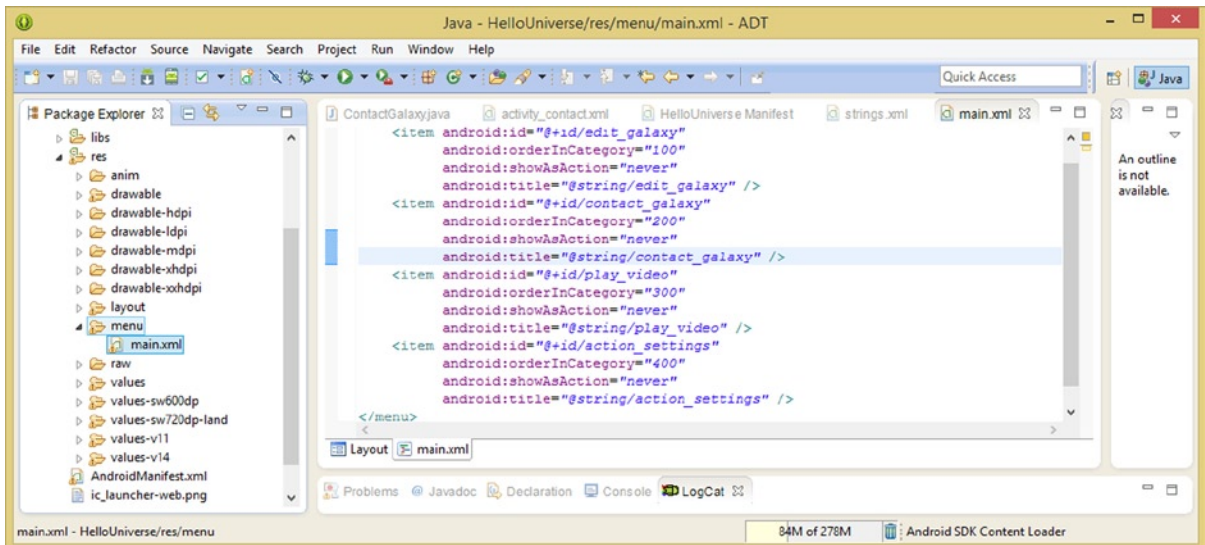 Java - HelloUniverse/res/menu/main.xml - ADT
File Edit Refactor Source Navigate Search Project Run Window Help
Quick Access
Java
Package Explorer
libs
res
anim
drawable
drawable-hdpi
drawable-ldpi
drawable-mdpi
drawable-xhdpi
drawable-xxhdpi
layout
menu
main.xml
raw
values
values-sw600dp
values-sw720dp-land
values-v11
values-v14
AndroidManifest.xml
ic_launcher-web.png
ContactGalaxy.java activity_contact.xml HelloUniverse Manifest strings.xml main.xml
<item android:id="@+id/edit_galaxy"
android:orderInCategory="100"
android:showAsAction="never"
android:title="@string/edit_galaxy" />
<item android:id="@+id/contact_galaxy"
android:orderInCategory="200"
android:showAsAction="never"
android:title="@string/contact_galaxy" />
<item android:id="@+id/play_video"
android:orderInCategory="300"
android:showAsAction="never"
android:title="@string/play_video" />
<item android:id="@+id/action_settings"
android:orderInCategory="400"
android:showAsAction="never"
android:title="@string/action_settings" />
</menu>
Layout main.xml
An outline
is not
available.
Problems @ Javadoc Declaration Console LogCat
main.xml - HelloUniverse/res/menu
84M of 278M
Android SDK Content Loader